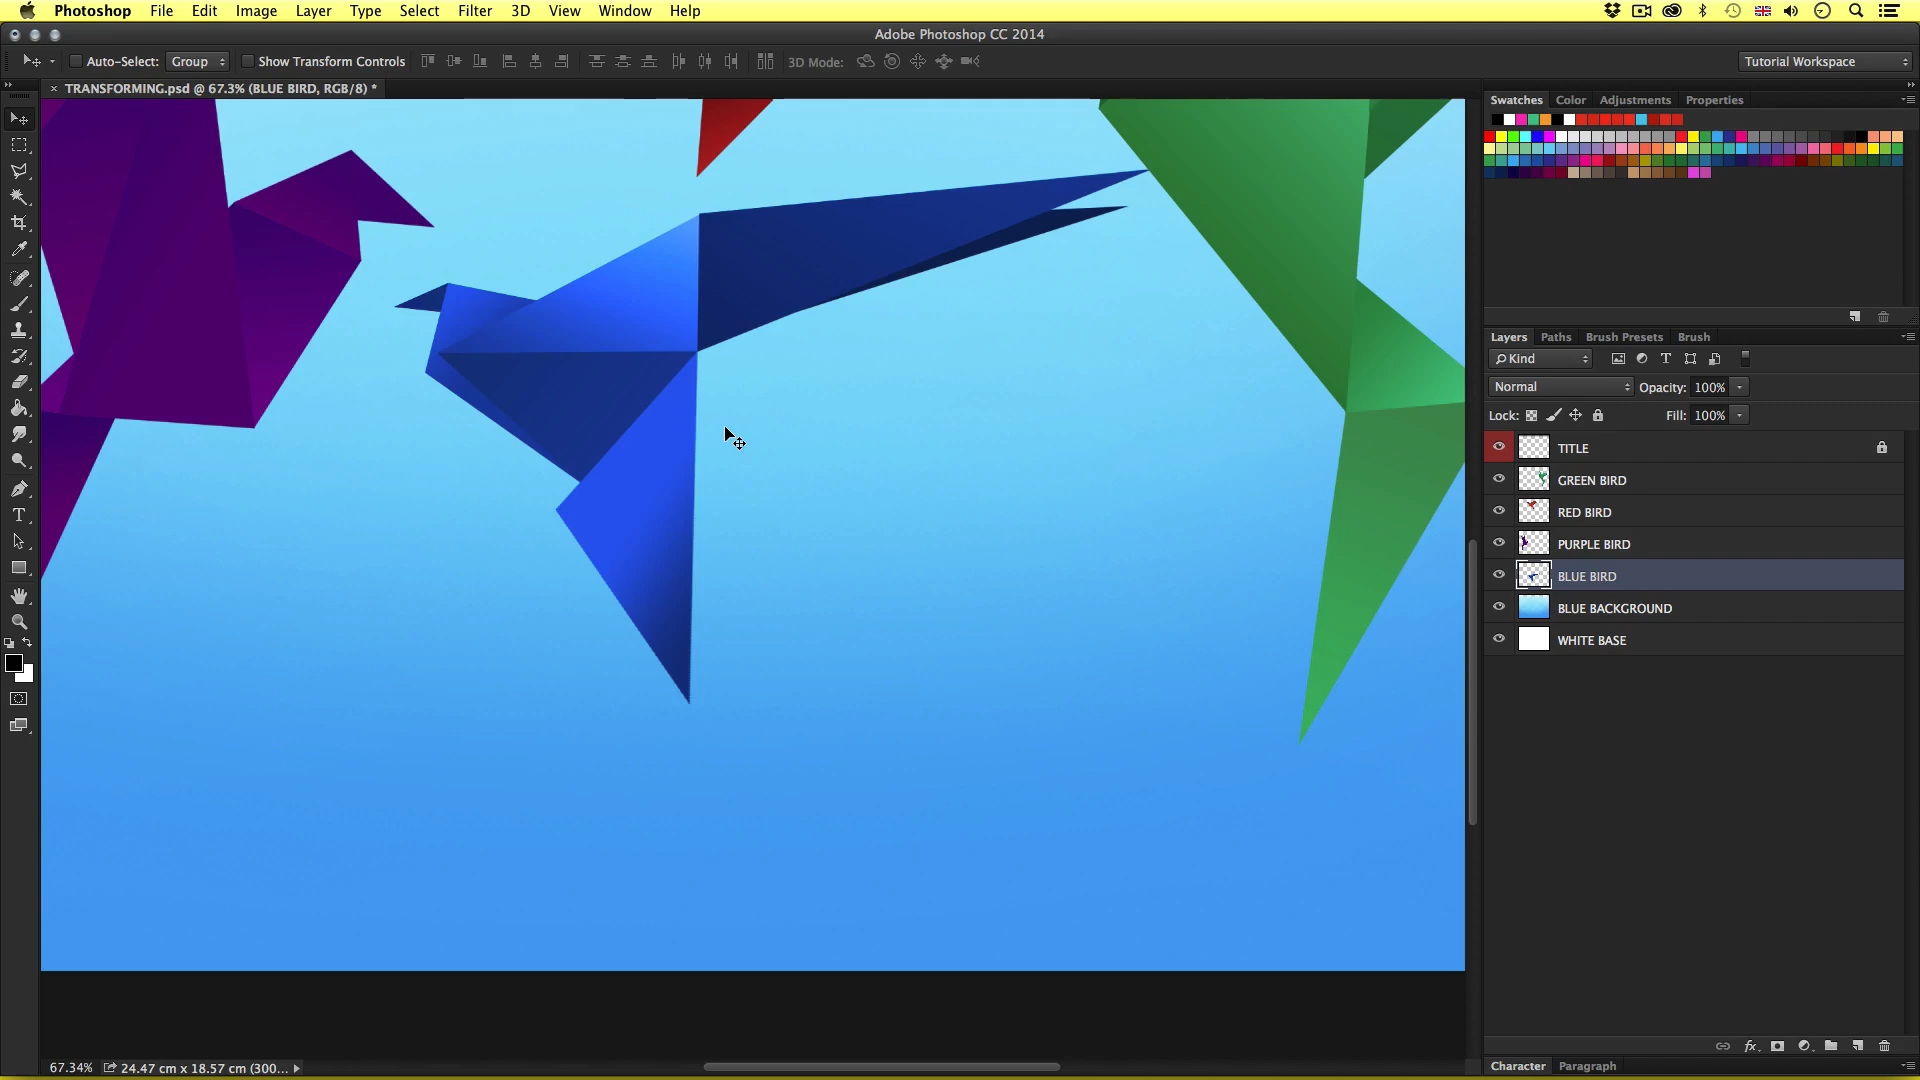 Photoshop File Edit Image Layer Type Select Filter 3D View Window Help
Adobe Photoshop CC 2014
Auto-Select: Group Show Transform Controls 3D Mode: Tutorial Workspace
× TRANSFORMING.psd @ 67.3% (BLUE BIRD, RGB/8) *
Swatches Color Adjustments Properties
Layers Paths Brush Presets Brush
Kind
Normal Opacity: 100%
Lock: Fill: 100%
TITLE
GREEN BIRD
RED BIRD
PURPLE BIRD
BLUE BIRD
BLUE BACKGROUND
WHITE BASE
67.34% 24.47 cm x 18.57 cm (300...
Character Paragraph